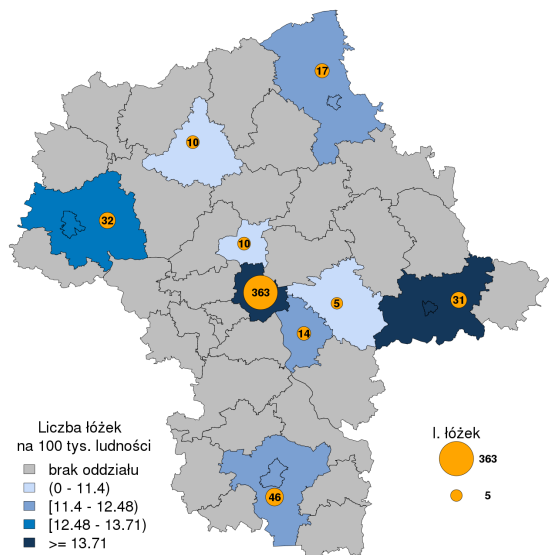 17
10
32
10
363
5
31
14
46
Liczba łóżek
na 100 tys. ludności
brak oddziału
(0 - 11.4)
[11.4 - 12.48)
[12.48 - 13.71)
>= 13.71
l. łóżek
363
5